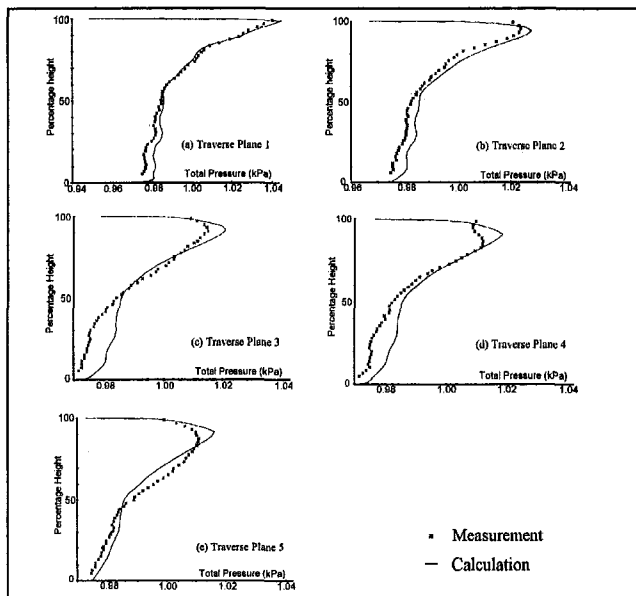 Percentage height
100
50
0
(a) Traverse Plane 1
Total Pressure (kPa)
0.94 0.96 0.98 1.00 1.02 1.04
Percentage height
100
50
0
(b) Traverse Plane 2
Total Pressure (kPa)
0.96 0.98 1.00 1.02 1.04
Percentage Height
100
50
0
(c) Traverse Plane 3
Total Pressure (kPa)
0.98 1.00 1.02 1.04
Percentage Height
100
50
0
(d) Traverse Plane 4
Total Pressure (kPa)
0.98 1.00 1.02 1.04
Percentage Height
100
50
0
(e) Traverse Plane 5
Total Pressure (kPa)
0.98 1.00 1.02 1.04
Measurement
Calculation